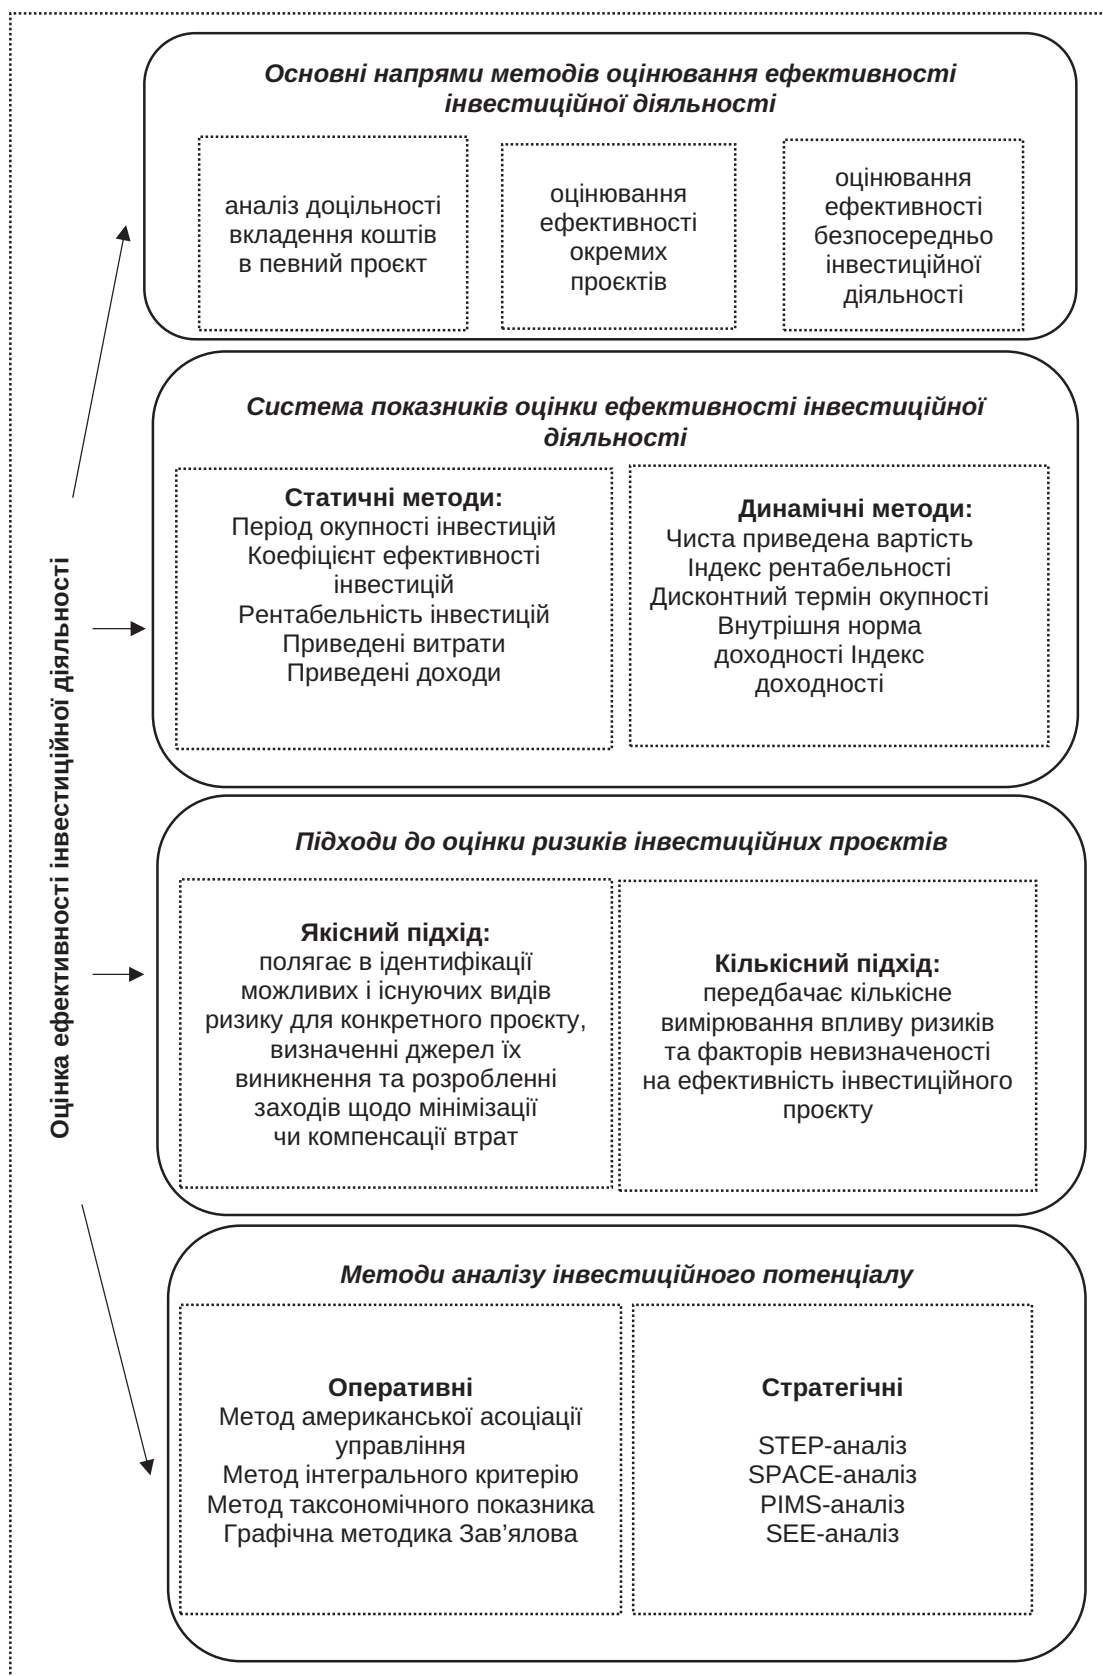 Оцінка ефективності інвестиційної діяльності
Основні напрями методів оцінювання ефективності
інвестиційної діяльності
аналіз доцільності
вкладення коштів
в певний проєкт
оцінювання
ефективності
окремих
проєктів
оцінювання
ефективності
безпосередньо
інвестиційної
діяльності
Система показників оцінки ефективності інвестиційної
діяльності
Статичні методи:
Період окупності інвестицій
Коефіцієнт ефективності
інвестицій
Рентабельність інвестицій
Приведені витрати
Приведені доходи
Динамічні методи:
Чиста приведена вартість
Індекс рентабельності
Дисконтний термін окупності
Внутрішня норма
доходності Індекс
доходності
Підходи до оцінки ризиків інвестиційних проєктів
Якісний підхід:
полягає в ідентифікації
можливих і існуючих видів
ризику для конкретного проєкту,
визначенні джерел їх
виникнення та розробленні
заходів щодо мінімізації
чи компенсації втрат
Кількісний підхід:
передбачає кількісне
вимірювання впливу ризиків
та факторів невизначеності
на ефективність інвестиційного
проєкту
Методи аналізу інвестиційного потенціалу
Оперативні
Метод американської асоціації
управління
Метод інтегрального критерію
Метод таксономічного показника
Графічна методика Зав’ялова
Стратегічні
STEP-аналіз
SPACE-аналіз
PIMS-аналіз
SEE-аналіз